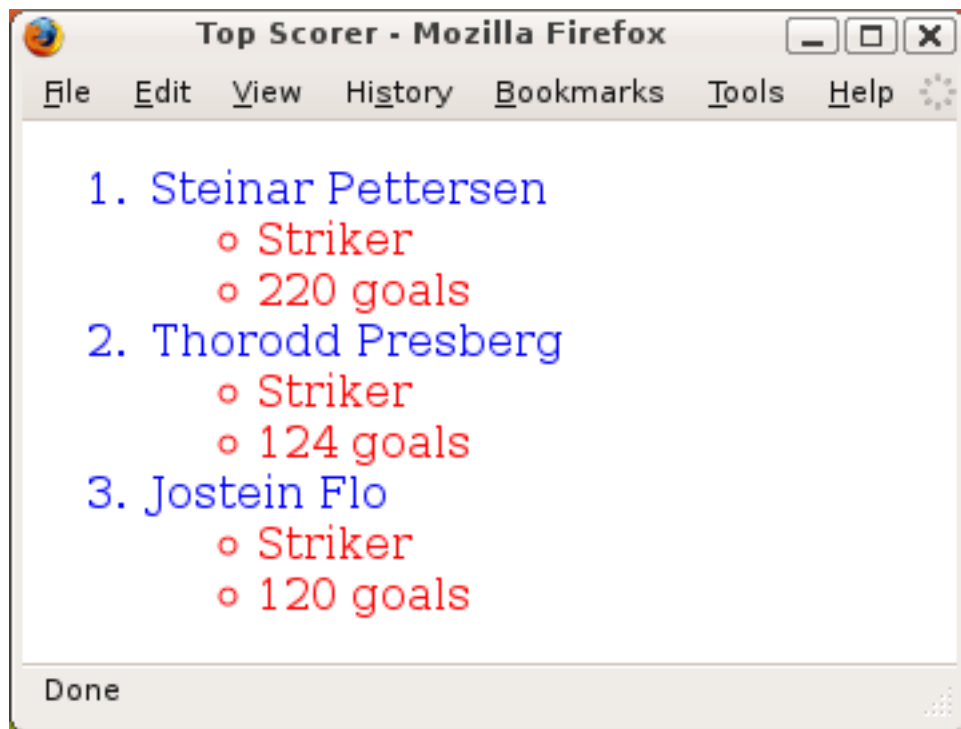 Top Scorer - Mozilla Firefox
File Edit View History Bookmarks Tools Help
1. Steinar Pettersen
Striker
220 goals
2. Thorodd Presberg
Striker
124 goals
3. Jostein Flo
Striker
120 goals
Done